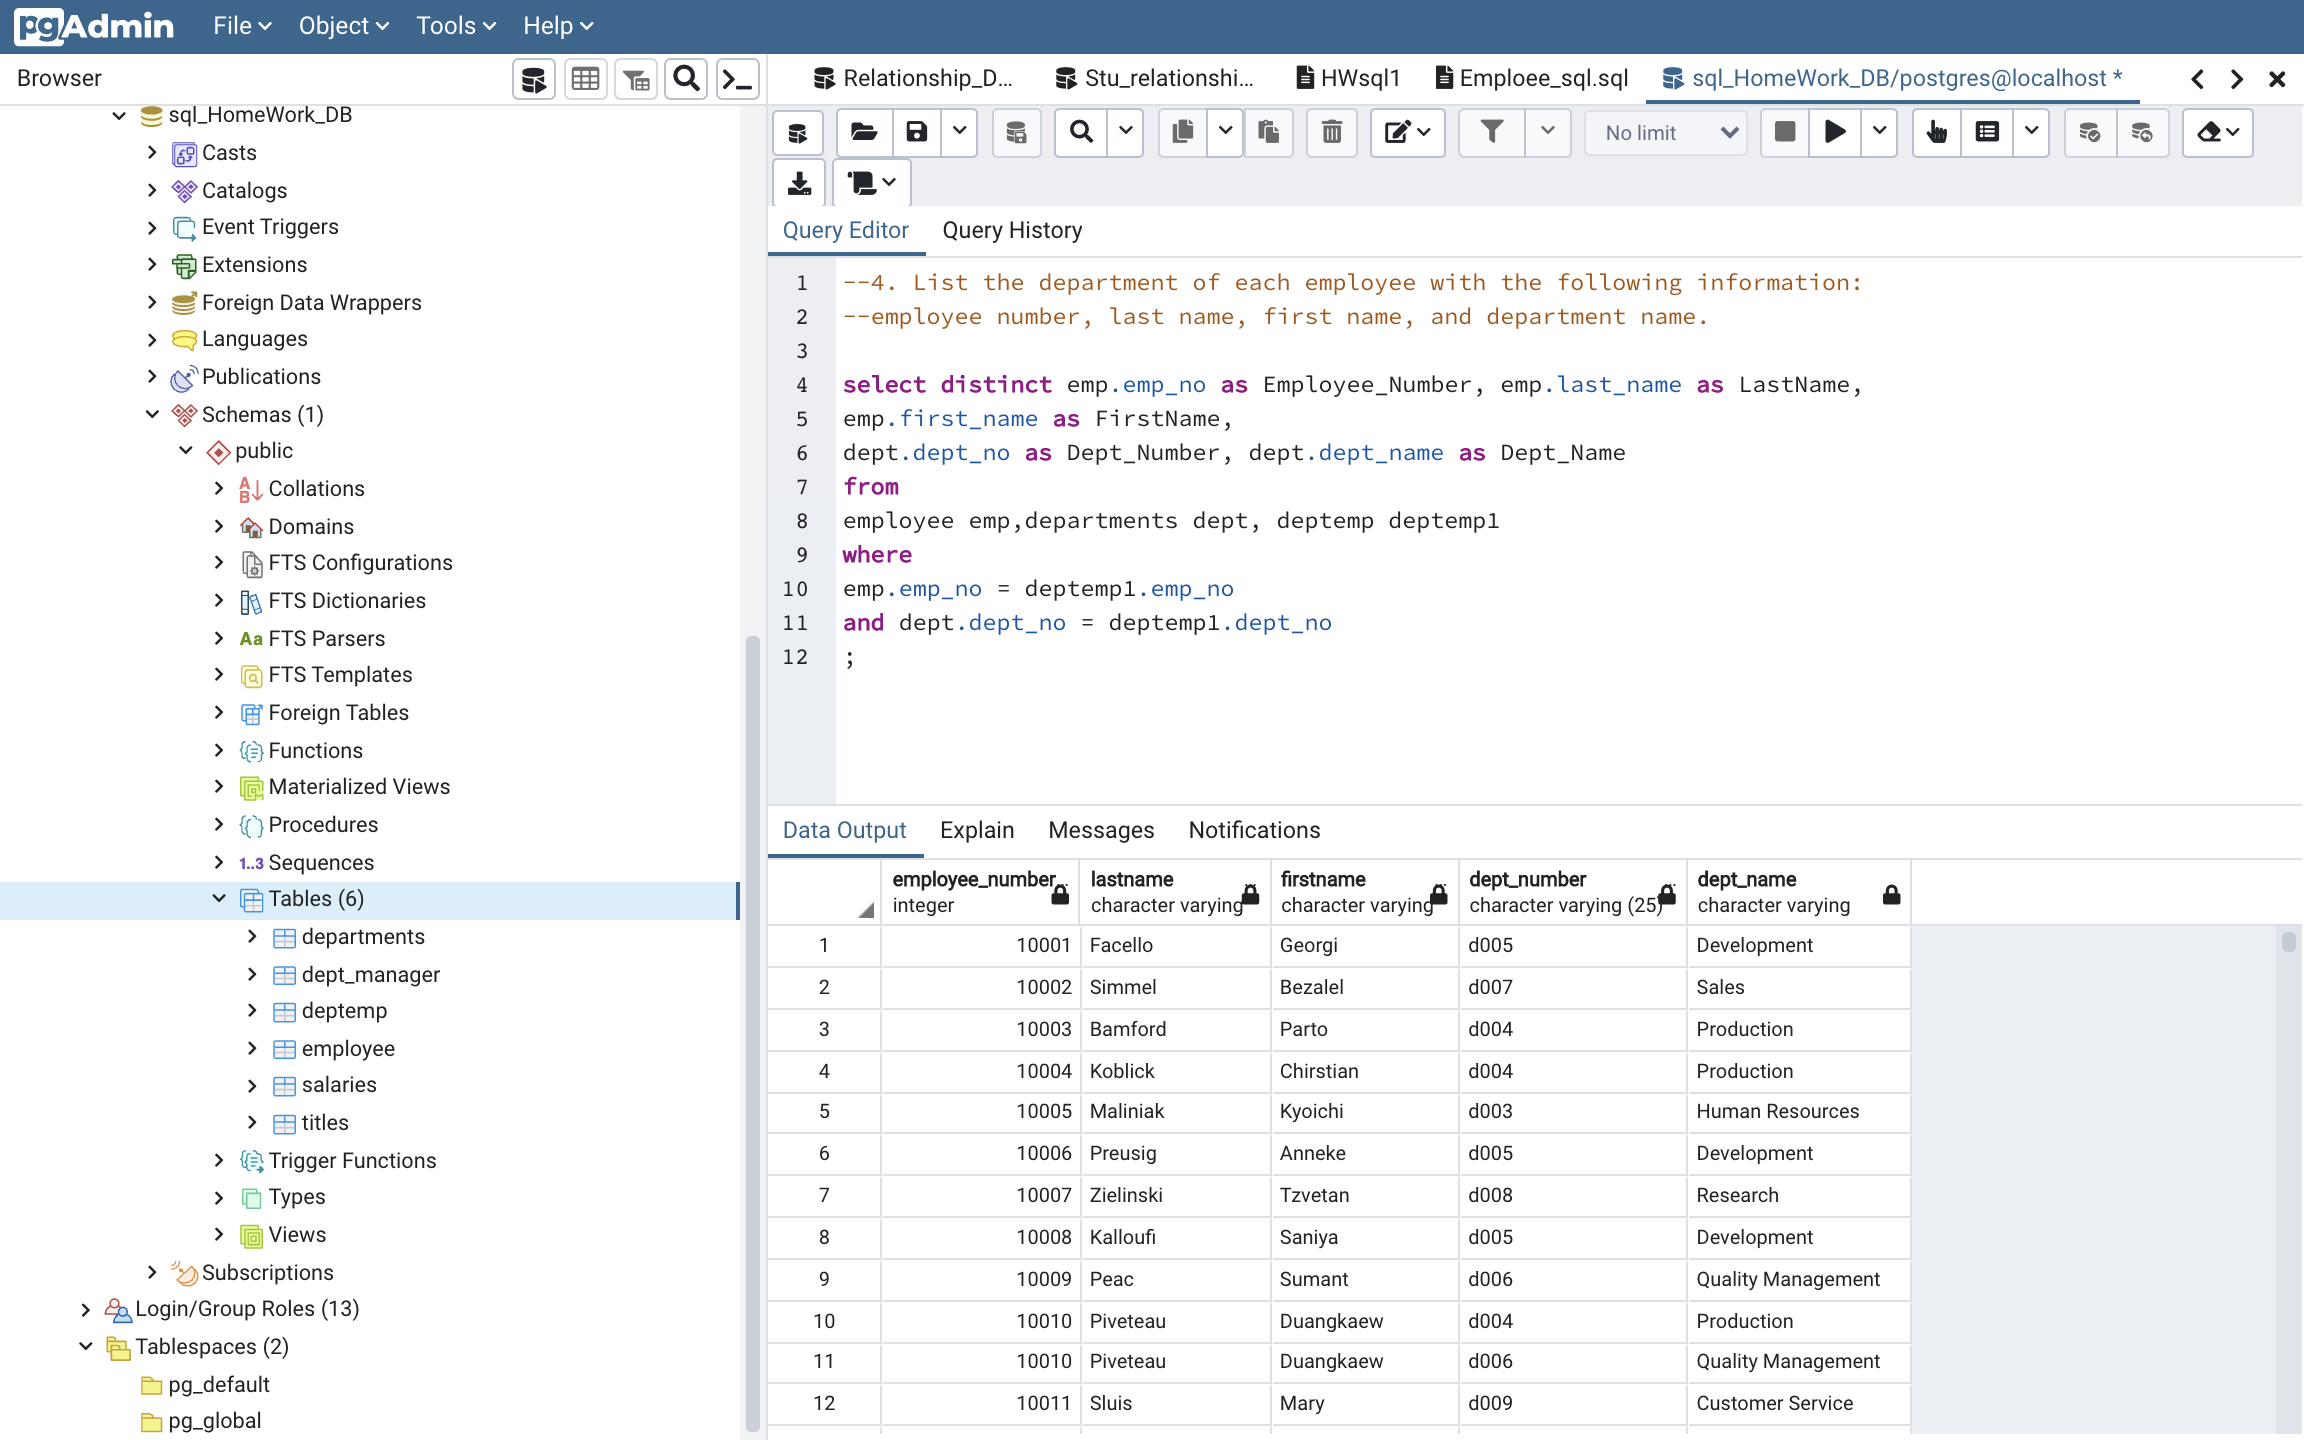 pgAdmin File Object Tools Help
Browser
Relationship_D... Stu_relationshi... HWsql1 Emploee_sql.sql sql_HomeWork_DB/postgres@localhost *
sql_HomeWork_DB
Casts
Catalogs
Event Triggers
Extensions
Foreign Data Wrappers
Languages
Publications
Schemas (1)
public
Collations
Domains
FTS Configurations
FTS Dictionaries
Aa FTS Parsers
FTS Templates
Foreign Tables
Functions
Materialized Views
Procedures
1..3 Sequences
Tables (6)
departments
dept_manager
deptemp
employee
salaries
titles
Trigger Functions
Types
Views
Subscriptions
Login/Group Roles (13)
Tablespaces (2)
pg_default
pg_global
No limit
Query Editor Query History
1 --4. List the department of each employee with the following information:
2 --employee number, last name, first name, and department name.
3
4 select distinct emp.emp_no as Employee_Number, emp.last_name as LastName,
5 emp.first_name as FirstName,
6 dept.dept_no as Dept_Number, dept.dept_name as Dept_Name
7 from
8 employee emp,departments dept, deptemp deptemp1
9 where
10 emp.emp_no = deptemp1.emp_no
11 and dept.dept_no = deptemp1.dept_no
12 ;
Data Output Explain Messages Notifications
employee_number lastname firstname dept_number dept_name
integer character varying character varying character varying (25) character varying
1 10001 Facello Georgi d005 Development
2 10002 Simmel Bezalel d007 Sales
3 10003 Bamford Parto d004 Production
4 10004 Koblick Chirstian d004 Production
5 10005 Maliniak Kyoichi d003 Human Resources
6 10006 Preusig Anneke d005 Development
7 10007 Zielinski Tzvetan d008 Research
8 10008 Kalloufi Saniya d005 Development
9 10009 Peac Sumant d006 Quality Management
10 10010 Piveteau Duangkaew d004 Production
11 10010 Piveteau Duangkaew d006 Quality Management
12 10011 Sluis Mary d009 Customer Service